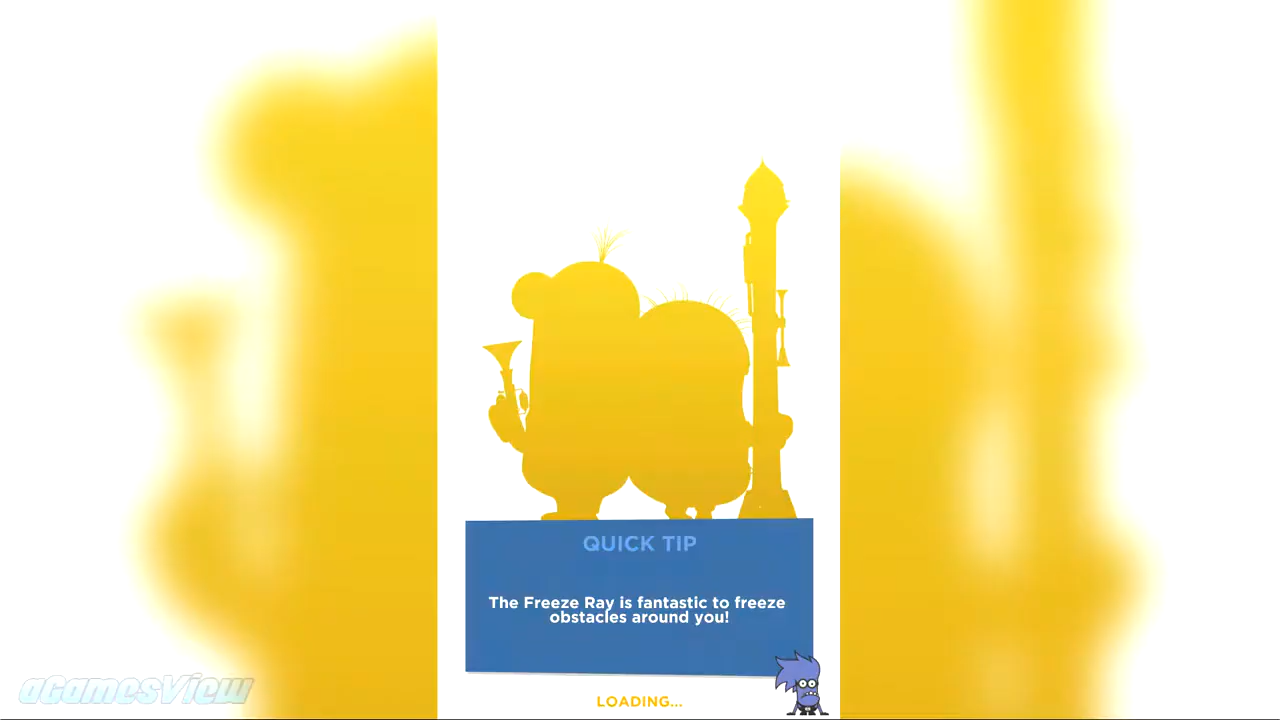 QUICK TIP
The Freeze Ray is fantastic to freeze
obstacles around you!
LOADING...
aGamesView